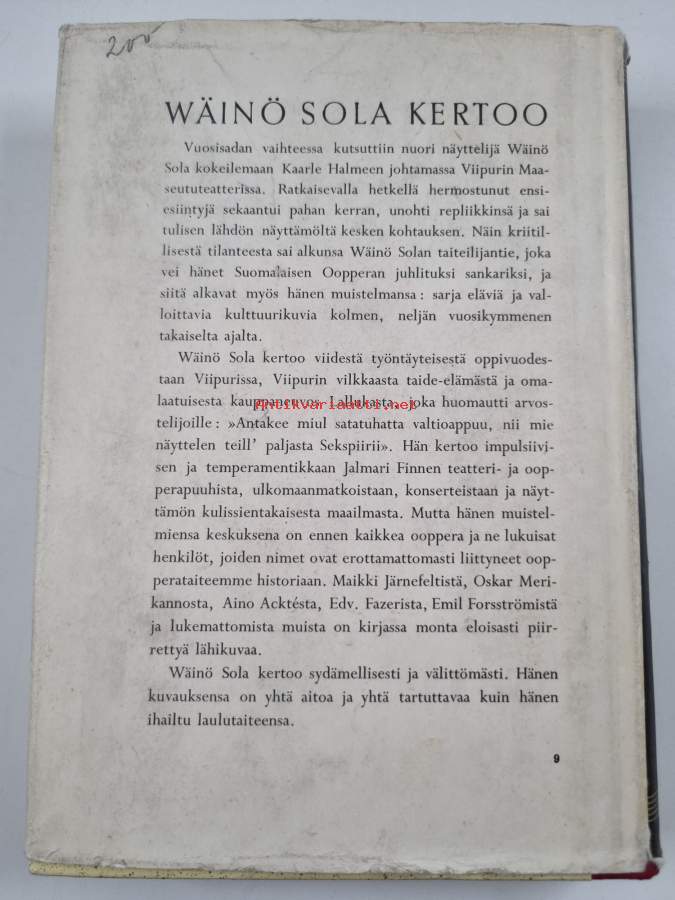 200
WÄINÖ SOLA KERTOO
Vuosisadan vaihteessa kutsuttiin nuori näyttelijä Wäinö
Sola kokeilemaan Kaarle Halmeen johtamassa Viipurin Maa-
seututeatterissa. Ratkaisevalla hetkellä hermostunut ensi-
esiintyjä sekaantui pahan kerran, unohti repliikkinsä ja sai
tulisen lähdön näyttämöltä kesken kohtauksen. Näin kriitil-
lisestä tilanteesta sai alkunsa Wäinö Solan taiteilijantie, joka
vei hänet Suomalaisen Oopperan juhlituksi sankariksi, ja
siitä alkavat myös hänen muistelmansa: sarja eläviä ja val-
loittavia kulttuurikuvia kolmen, neljän vuosikymmenen
takaiselta ajalta.
Wäinö Sola kertoo viidestä työntäyteisestä oppivuodes-
taan Viipurissa, Viipurin vilkkaasta taide-elämästä ja oma-
laatuisesta kauppaneuvos Lallukasta, joka huomautti arvos-
Antikvariaatti.net
telijoille: »Antakee miul satatuhatta valtioappuu, nii mie
näyttelen teill' paljasta Sekspiirii». Hän kertoo impulsiivi-
sen ja temperamentikkaan Jalmari Finnen teatteri- ja oop-
perapuuhista, ulkomaanmatkoistaan, konserteistaan ja näyt-
tämön kulissientakaisesta maailmasta. Mutta hänen muistel-
miensa keskuksena on ennen kaikkea ooppera ja ne lukuisat
henkilöt, joiden nimet ovat erottamattomasti liittyneet oop-
perataiteemme historiaan. Maikki Järnefeltistä, Oskar Meri-
kannosta, Aino Acktésta, Edv. Fazerista, Emil Forsströmistä
ja lukemattomista muista on kirjassa monta eloisasti piir-
rettyä lähikuvaa.
Wäinö Sola kertoo sydämellisesti ja välittömästi. Hänen
kuvauksensa on yhtä aitoa ja yhtä tartuttavaa kuin hänen
ihailtu laulutaiteensa.
9